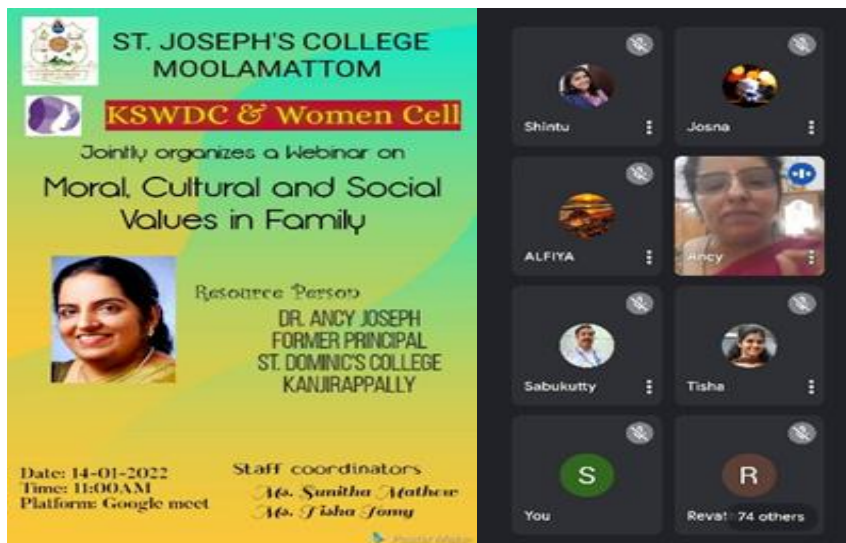 ST. JOSEPH'S COLLEGE
MOOLAMATTOM
KSWDC & Women Cell
Jointly organizes a Webinar on
Moral, Cultural and Social
Values in Family
Resource Person
DR. ANCY JOSEPH
FORMER PRINCIPAL
ST. DOMINIC'S COLLEGE
KANJIRAPPALLY
Date: 14-01-2022
Time: 11:00AM
Platform: Google meet
Staff coordinators
Ms. Sunitha Mathew
Ms. Tisha Tomy
Shintu
Josna
ALFIYA
Ancy
Sabukutty
Tisha
S
You
R
74 others